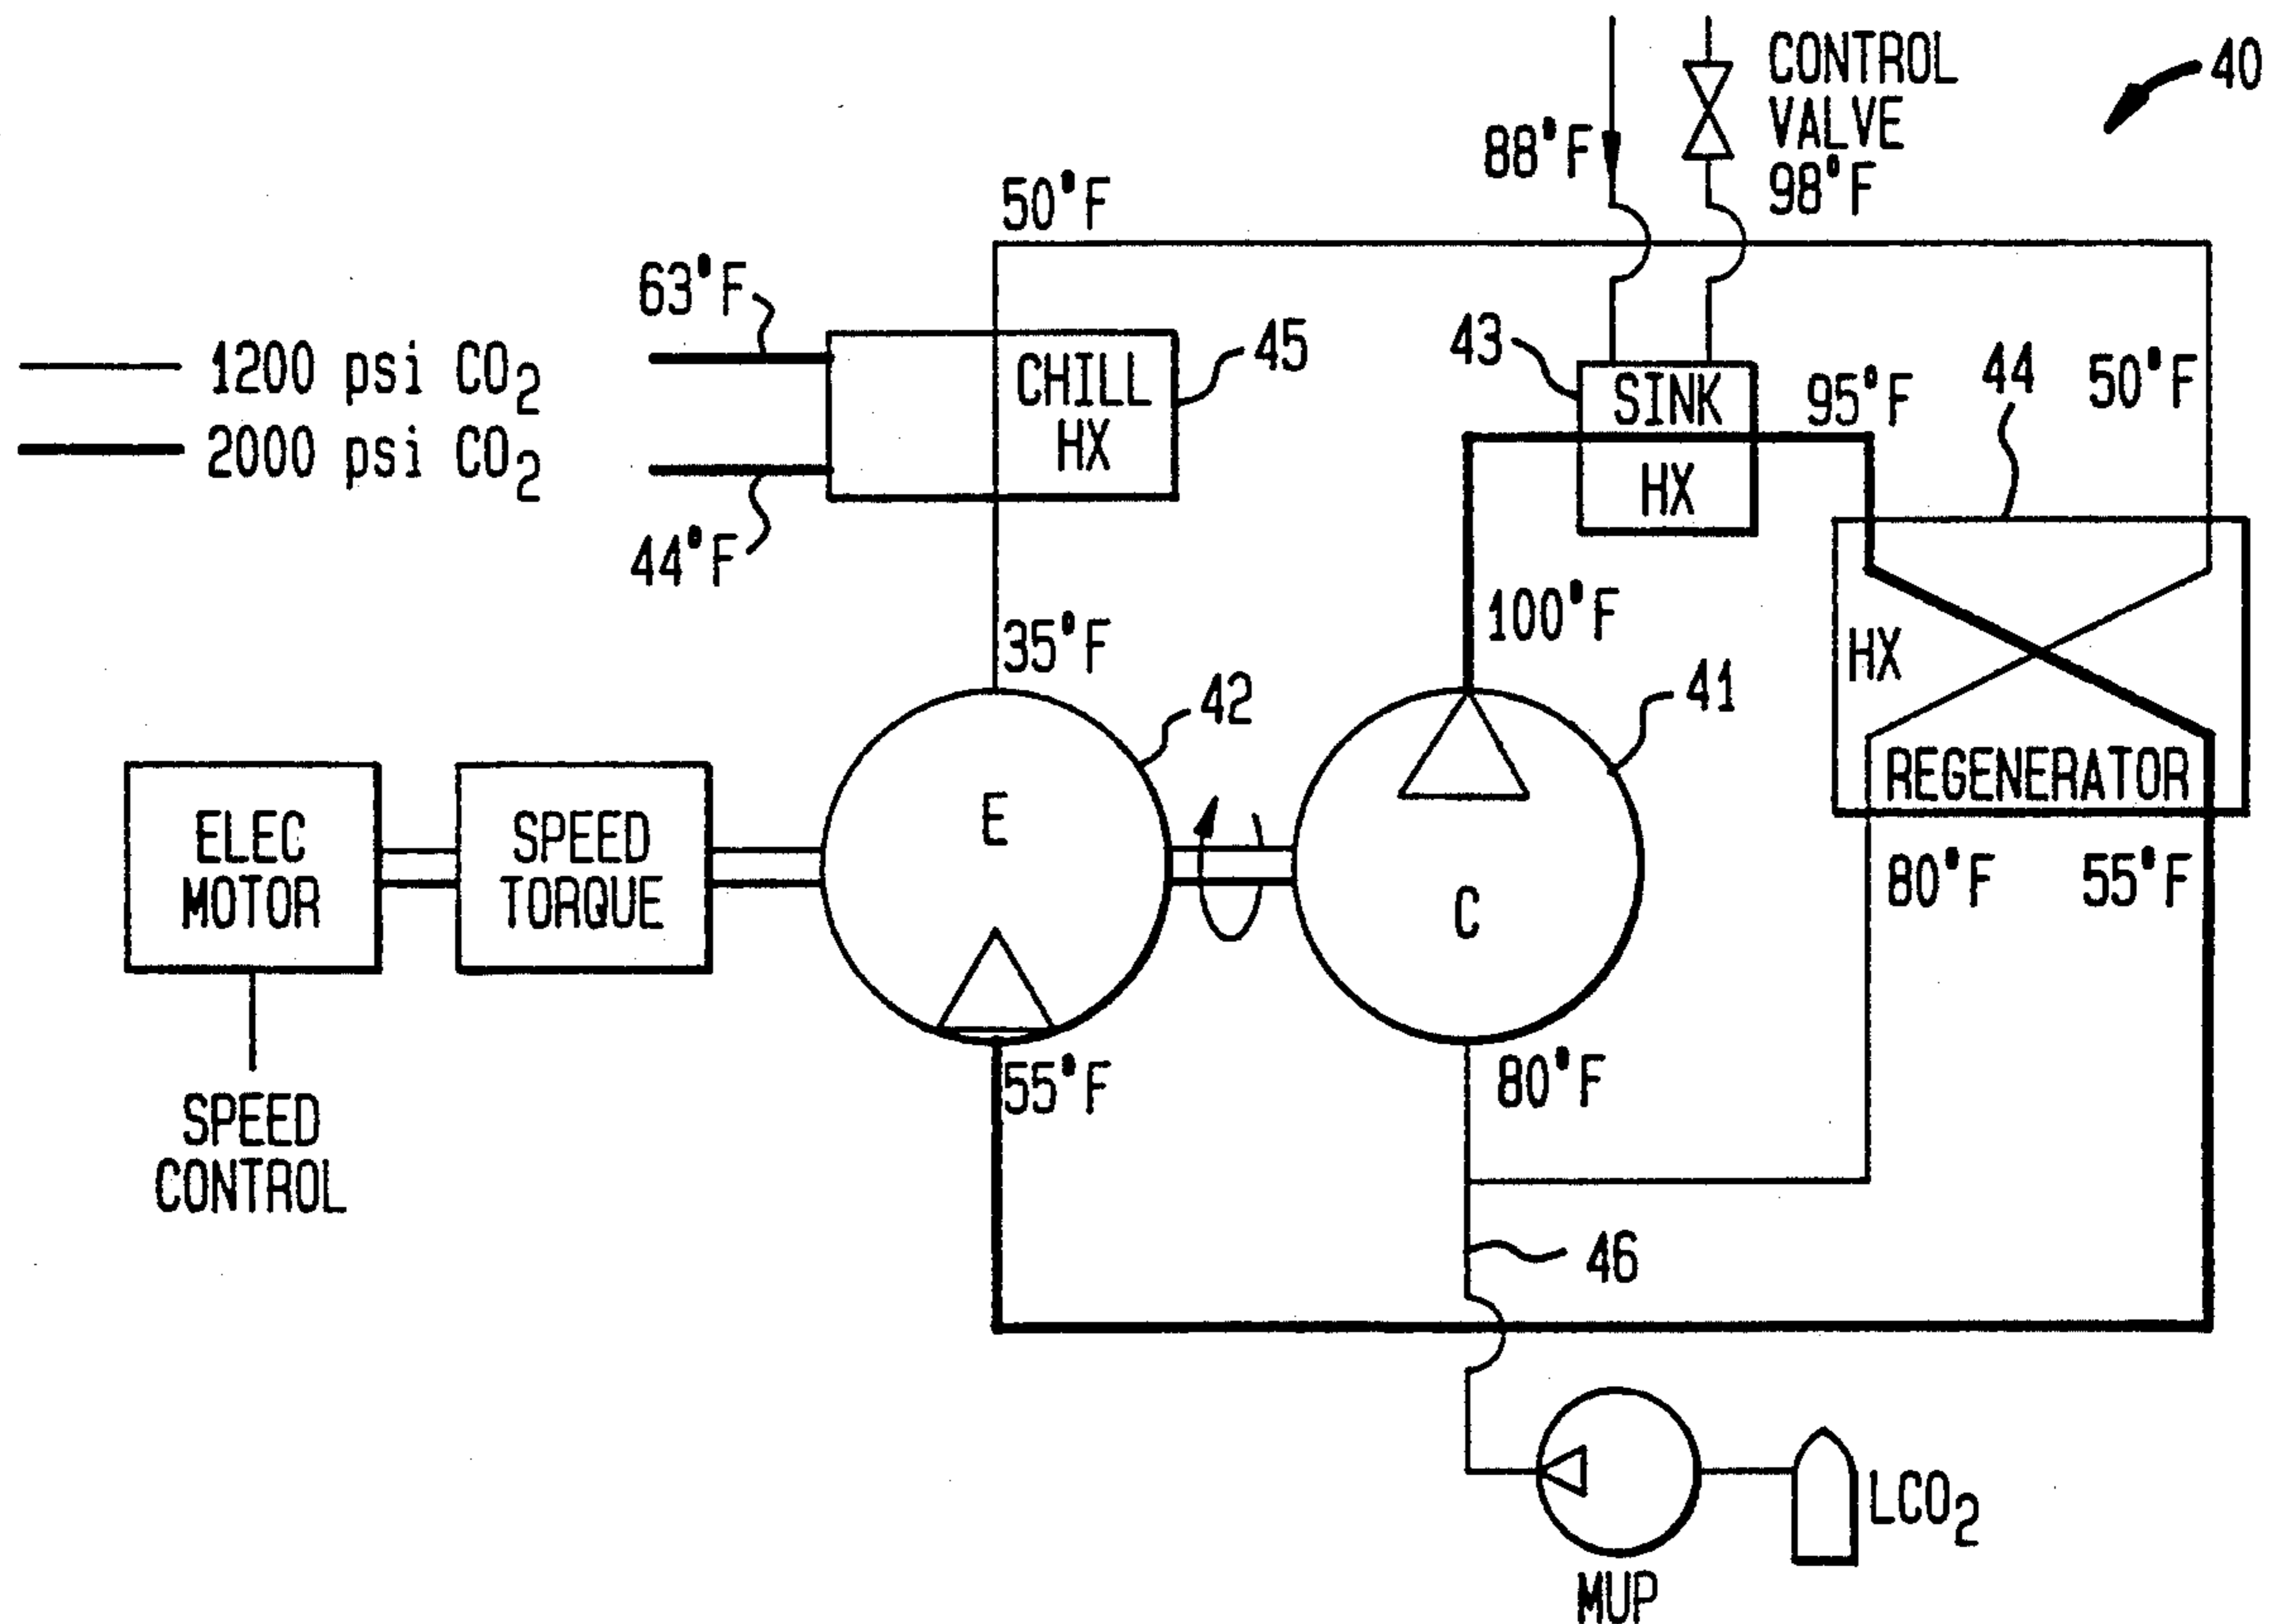 40
CONTROL
VALVE
98°F
88°F
50°F
63°F
1200 psi CO₂
2000 psi CO₂
44°F
CHILL
HX
45
43
SINK
HX
95°F
44
50°F
35°F
100°F
HX
REGENERATOR
42
41
ELEC
MOTOR
SPEED
TORQUE
E
C
80°F
55°F
55°F
80°F
SPEED
CONTROL
46
LCO₂
MUP